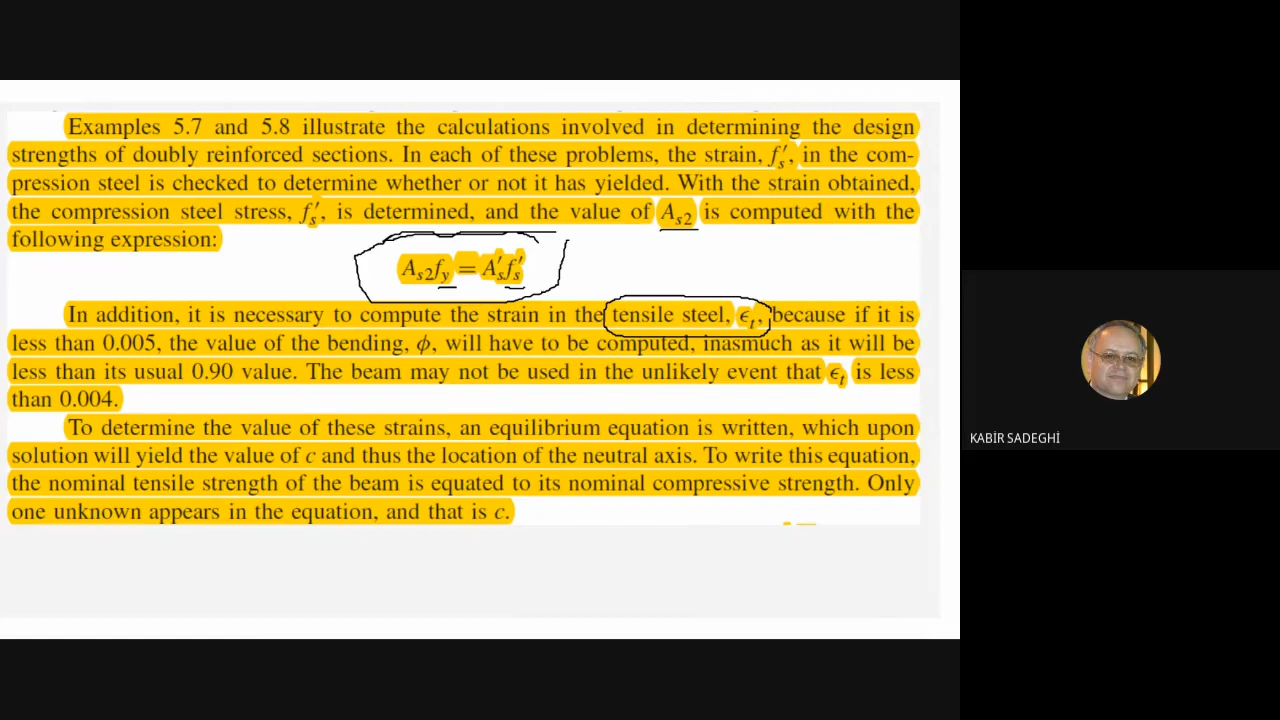 Examples 5.7 and 5.8 illustrate the calculations involved in determining the design
strengths of doubly reinforced sections. In each of these problems, the strain, fs′, in the com-
pression steel is checked to determine whether or not it has yielded. With the strain obtained,
the compression steel stress, fs′, is determined, and the value of As2 is computed with the
following expression:
As2fy = As′fs′
In addition, it is necessary to compute the strain in the tensile steel, ϵt, because if it is
less than 0.005, the value of the bending, ϕ, will have to be computed, inasmuch as it will be
less than its usual 0.90 value. The beam may not be used in the unlikely event that ϵt is less
than 0.004.
To determine the value of these strains, an equilibrium equation is written, which upon
solution will yield the value of c and thus the location of the neutral axis. To write this equation,
the nominal tensile strength of the beam is equated to its nominal compressive strength. Only
one unknown appears in the equation, and that is c.
KABİR SADEGHİ